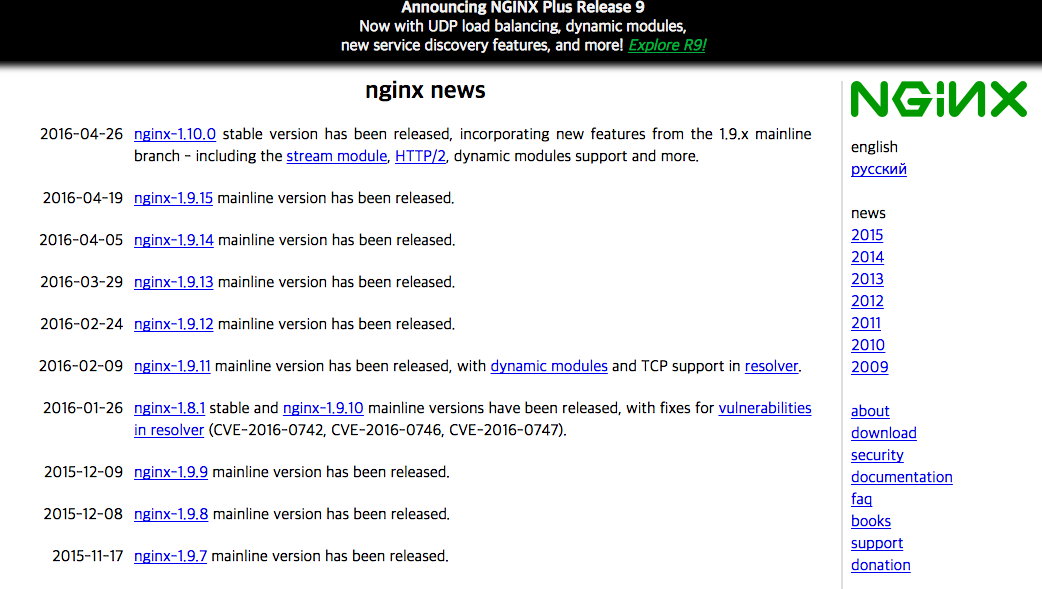 Announcing NGINX Plus Release 9
Now with UDP load balancing, dynamic modules,
new service discovery features, and more! Explore R9!
nginx news
2016-04-26 nginx-1.10.0 stable version has been released, incorporating new features from the 1.9.x mainline
branch - including the stream module, HTTP/2, dynamic modules support and more.
2016-04-19 nginx-1.9.15 mainline version has been released.
2016-04-05 nginx-1.9.14 mainline version has been released.
2016-03-29 nginx-1.9.13 mainline version has been released.
2016-02-24 nginx-1.9.12 mainline version has been released.
2016-02-09 nginx-1.9.11 mainline version has been released, with dynamic modules and TCP support in resolver.
2016-01-26 nginx-1.8.1 stable and nginx-1.9.10 mainline versions have been released, with fixes for vulnerabilities
in resolver (CVE-2016-0742, CVE-2016-0746, CVE-2016-0747).
2015-12-09 nginx-1.9.9 mainline version has been released.
2015-12-08 nginx-1.9.8 mainline version has been released.
2015-11-17 nginx-1.9.7 mainline version has been released.
NGINX
english
русский
news
2015
2014
2013
2012
2011
2010
2009
about
download
security
documentation
faq
books
support
donation